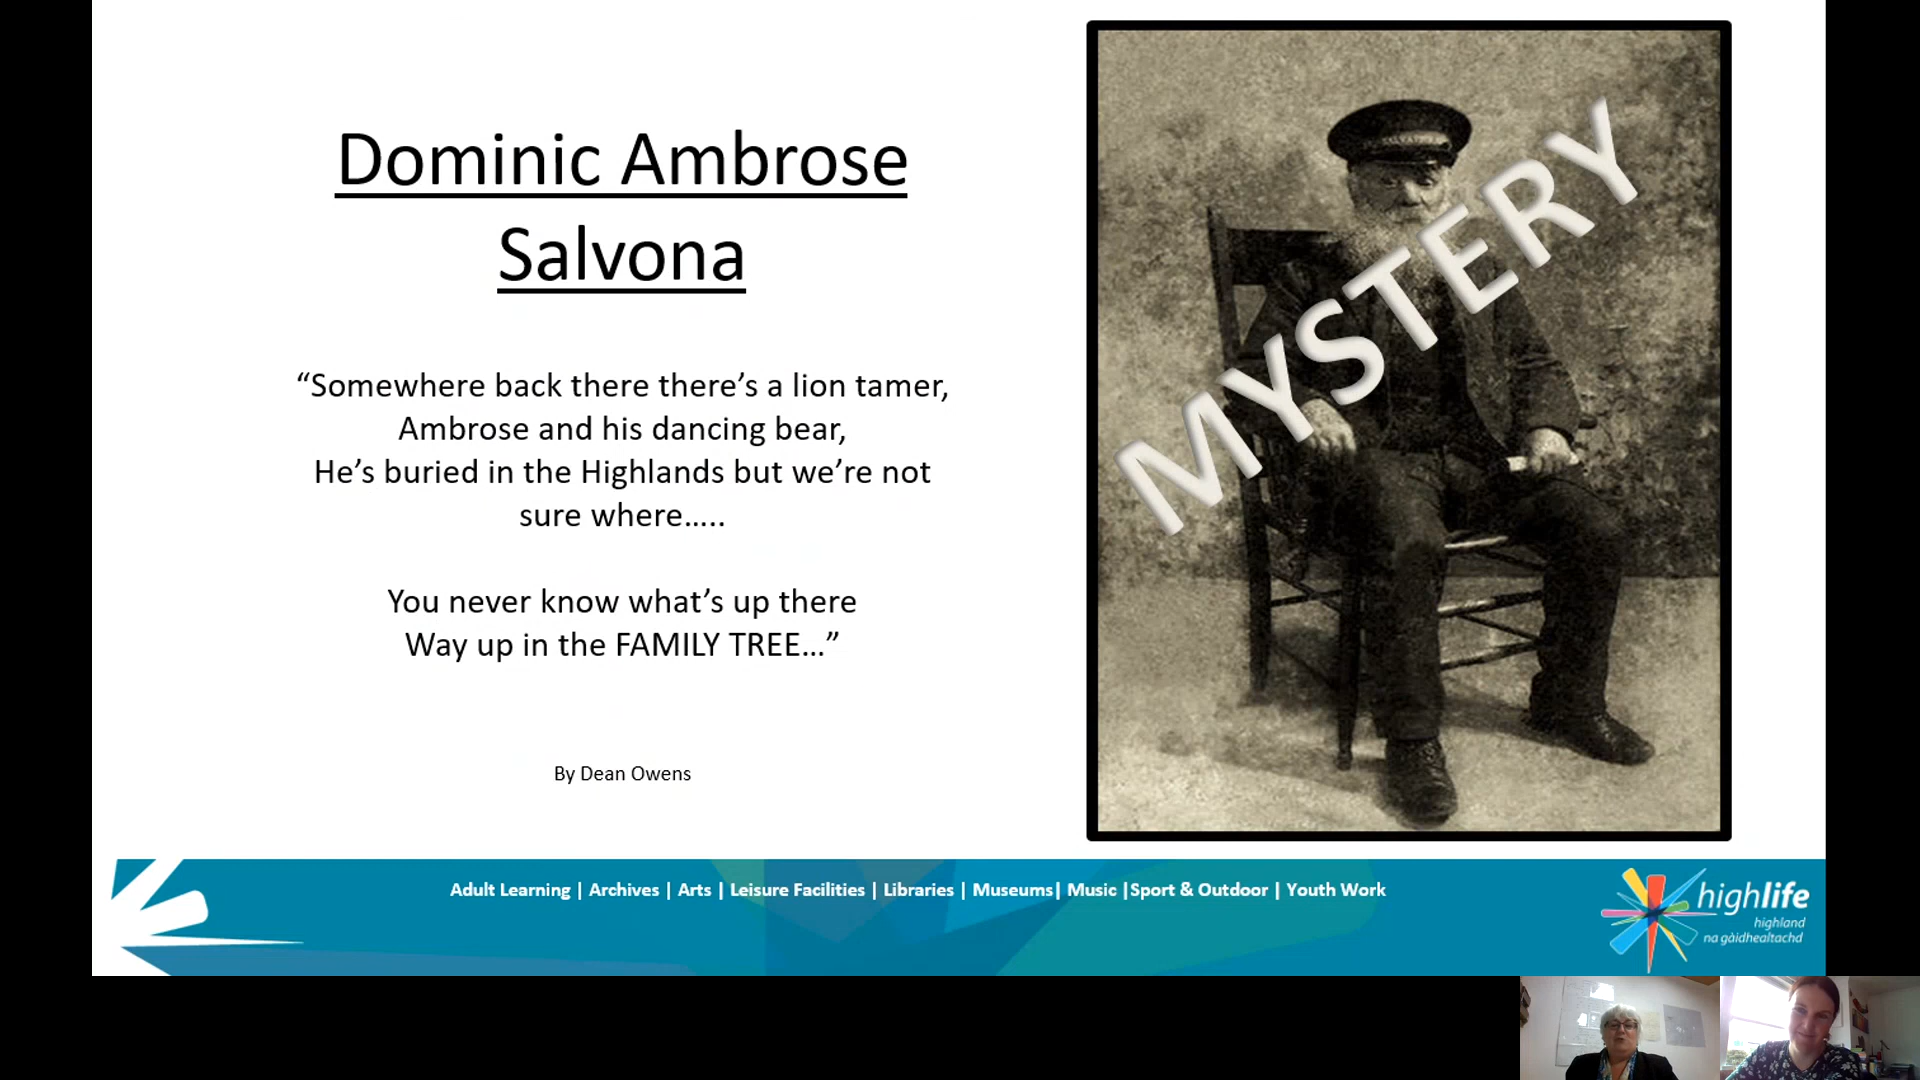 Dominic Ambrose
Salvona
“Somewhere back there there’s a lion tamer,
Ambrose and his dancing bear,
He’s buried in the Highlands but we’re not
sure where…..
You never know what’s up there
Way up in the FAMILY TREE…”
By Dean Owens
MYSTERY
Adult Learning | Archives | Arts | Leisure Facilities | Libraries | Museums| Music |Sport & Outdoor | Youth Work
highlife
highland
na gàidhealtachd